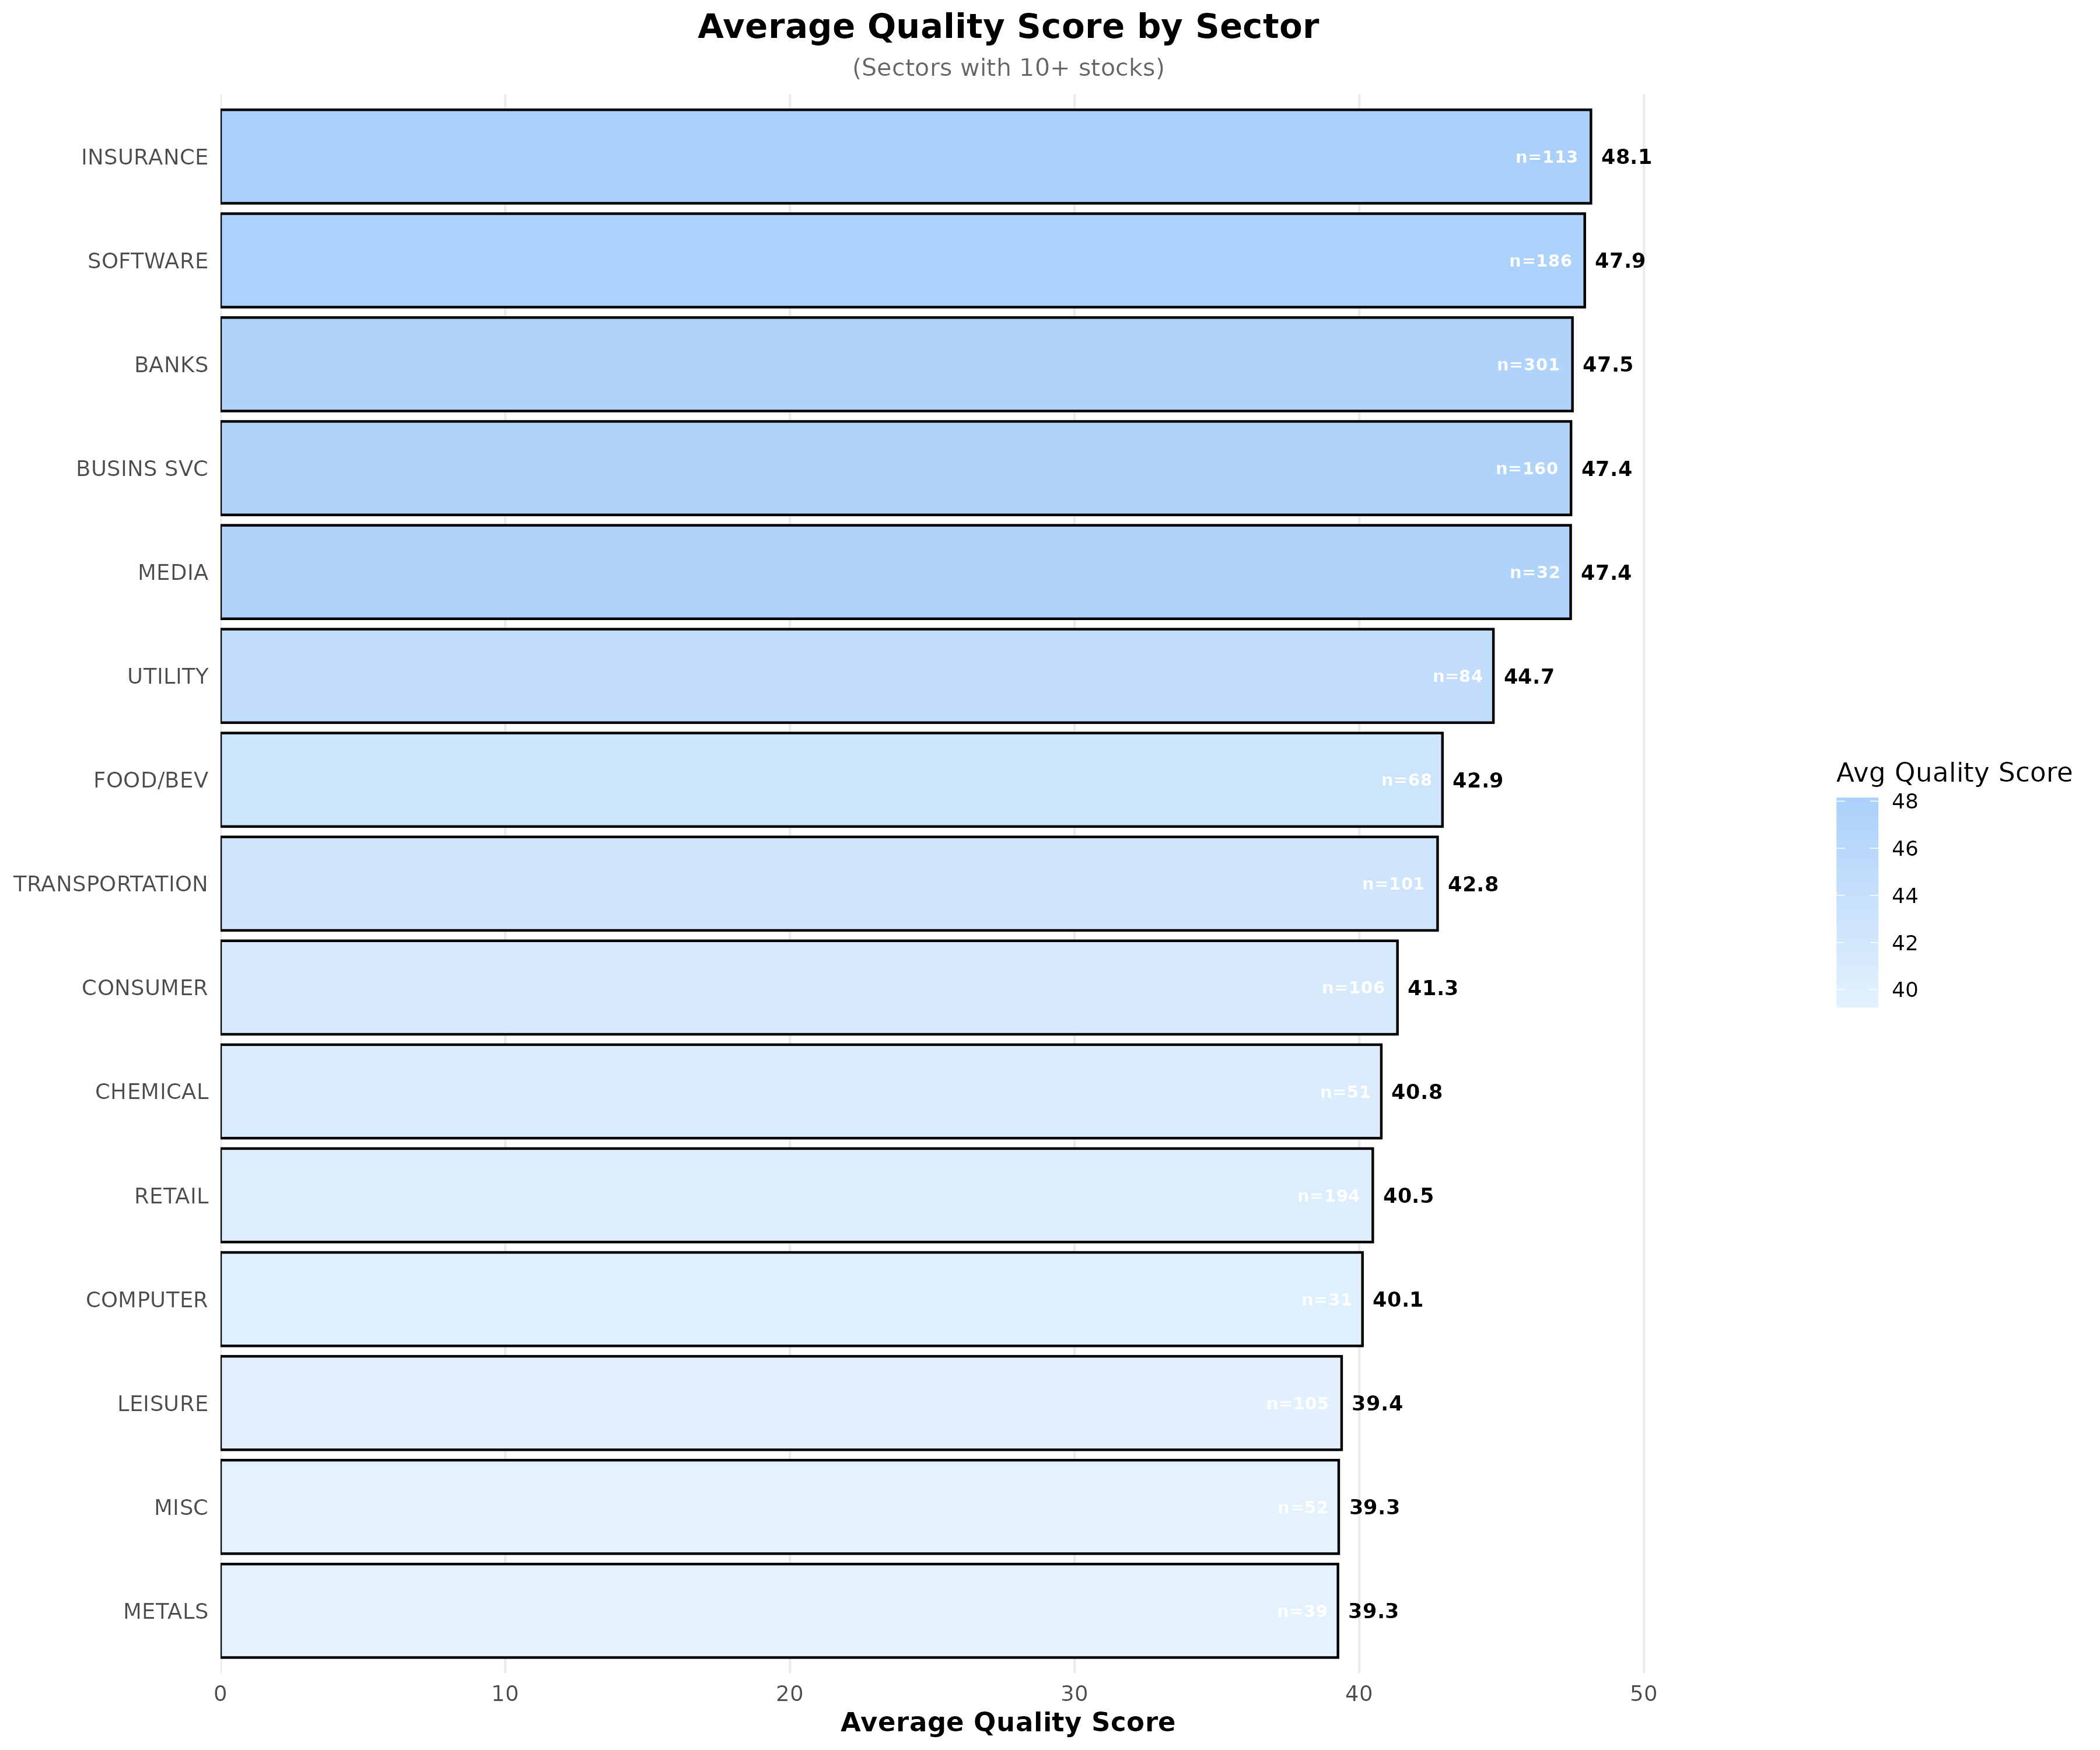 Average Quality Score by Sector
(Sectors with 10+ stocks)
INSURANCE n=113 48.1
SOFTWARE n=186 47.9
BANKS n=301 47.5
BUSINS SVC n=160 47.4
MEDIA n=32 47.4
UTILITY n=84 44.7
FOOD/BEV n=68 42.9
TRANSPORTATION n=101 42.8
CONSUMER n=106 41.3
CHEMICAL n=51 40.8
RETAIL n=194 40.5
COMPUTER n=31 40.1
LEISURE n=105 39.4
MISC n=52 39.3
METALS n=39 39.3
0 10 20 30 40 50
Average Quality Score
Avg Quality Score
48
46
44
42
40